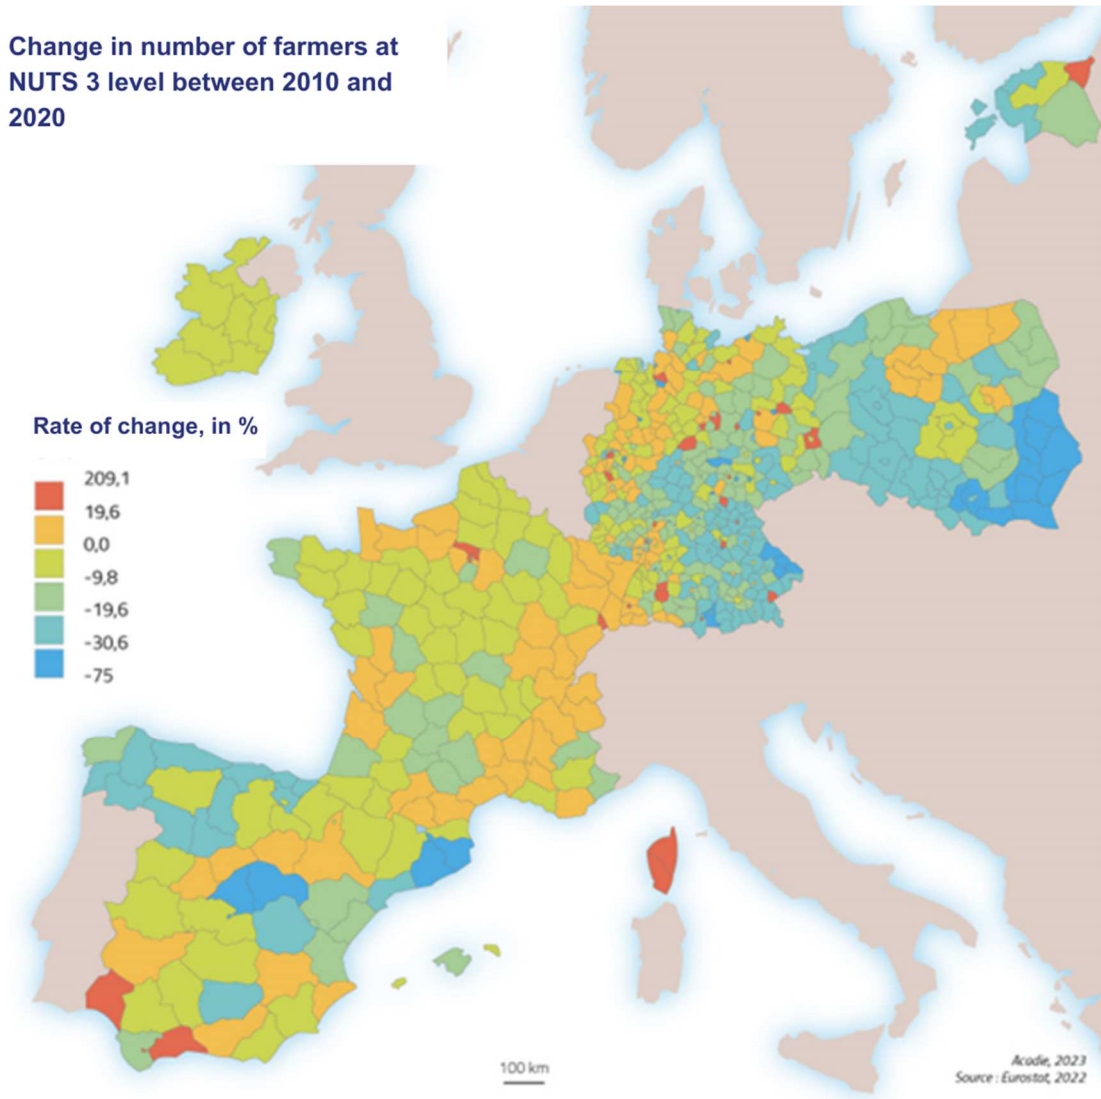 Change in number of farmers at
NUTS 3 level between 2010 and
2020
Rate of change, in %
209,1
19,6
0,0
-9,8
-19,6
-30,6
-75
100 km
Acadie, 2023
Source : Eurostat, 2022